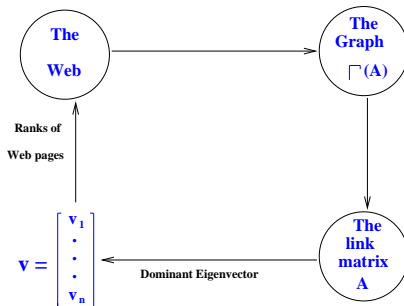 The
Web
The
Graph
Γ(A)
Ranks of
Web pages
v = [ v1
•
•
•
vn ]
Dominant Eigenvector
The
link
matrix
A